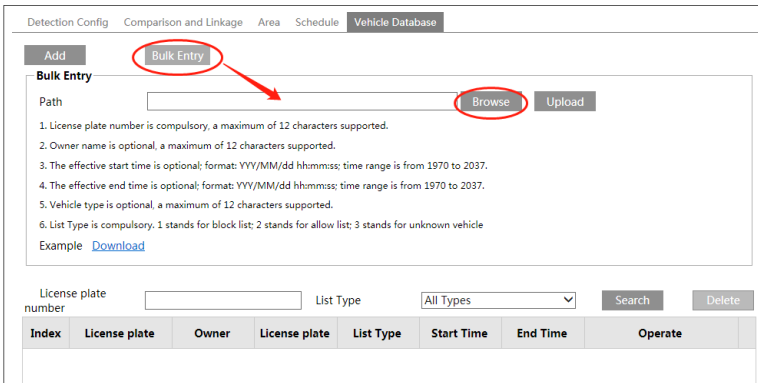 Detection Config Comparison and Linkage Area Schedule Vehicle Database
Add Bulk Entry
Bulk Entry
Path Browse Upload
1. License plate number is compulsory, a maximum of 12 characters supported.
2. Owner name is optional, a maximum of 12 characters supported.
3. The effective start time is optional; format: YYY/MM/dd hh:mm:ss; time range is from 1970 to 2037.
4. The effective end time is optional; format: YYY/MM/dd hh:mm:ss; time range is from 1970 to 2037.
5. Vehicle type is optional, a maximum of 12 characters supported.
6. List Type is compulsory. 1 stands for block list; 2 stands for allow list; 3 stands for unknown vehicle
Example Download
License plate
number List Type All Types Search Delete
Index License plate Owner License plate List Type Start Time End Time Operate